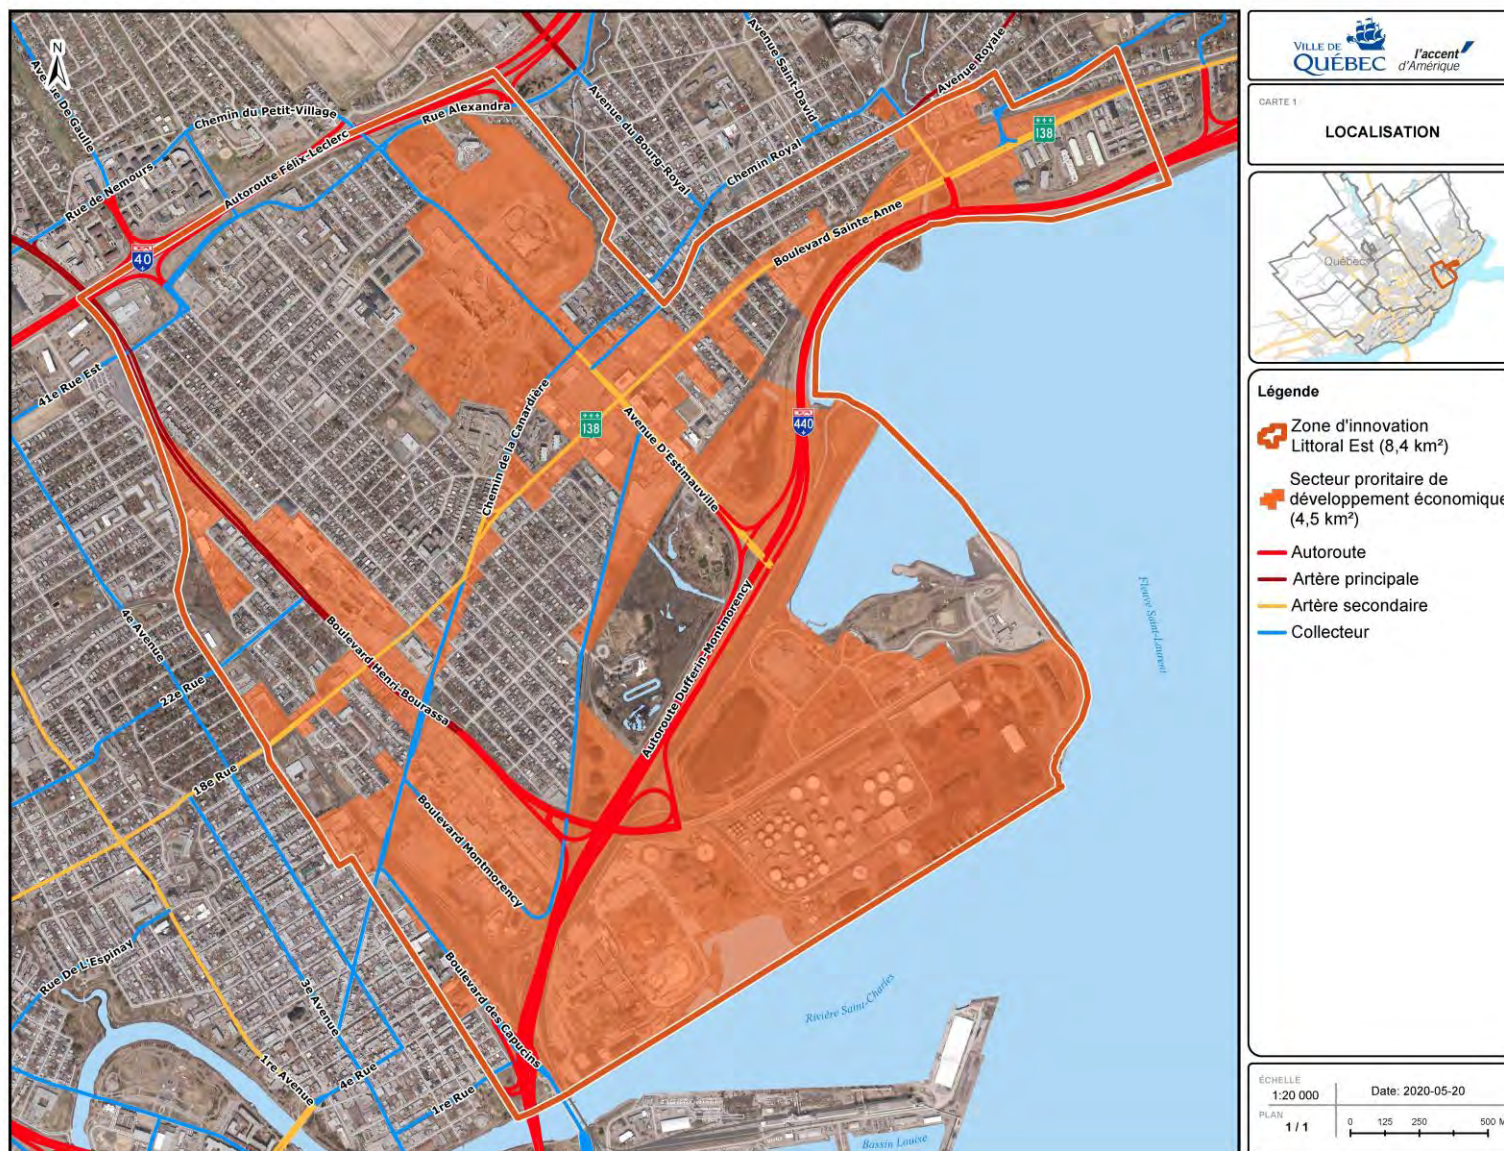 N
Avenue De Gaulle
Chemin du Petit-Village
Rue de Nemours
Autoroute Félix-Leclerc
Rue Alexandra
Avenue du Bourg-Royal
Avenue Saint-David
Avenue Royale
Chemin Royal
138
Boulevard Sainte-Anne
40
41e Rue Est
Chemin de la Canardière
138
Avenue D'Estimauville
440
4e Avenue
22e Rue
18e Rue
Boulevard Henri-Bourassa
Autoroute Dufferin-Montmorency
Boulevard Montmorency
Fleuve Saint-Laurent
Rue De L'Espinay
3e Avenue
1re Avenue
4e Rue
1re Rue
Boulevard des Capucins
Rivière Saint-Charles
Bassin Louise
VILLE DE
QUÉBEC
l'accent
d'Amérique
CARTE 1
LOCALISATION
Québec
Légende
Zone d'innovation
Littoral Est (8,4 km²)
Secteur proritaire de
développement économique
(4,5 km²)
Autoroute
Artère principale
Artère secondaire
Collecteur
ÉCHELLE
1:20 000
Date: 2020-05-20
PLAN
1 / 1
0 125 250 500 M